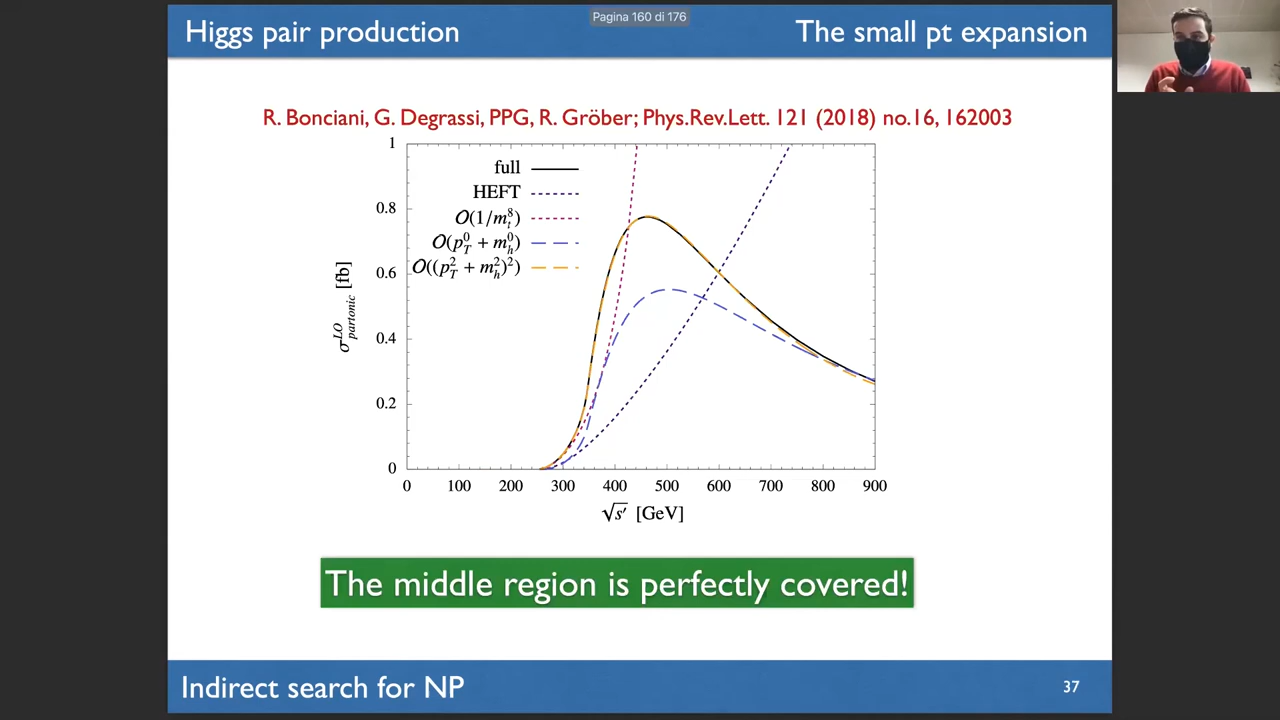 Pagina 160 di 176
Higgs pair production
The small pt expansion
R. Bonciani, G. Degrassi, PPG, R. Gröber; Phys.Rev.Lett. 121 (2018) no.16, 162003
full
HEFT
O(1/m_t^8)
O(p_T^0 + m_h^0)
O((p_T^2 + m_h^2)^2)
σ_partonic^LO [fb]
1
0.8
0.6
0.4
0.2
0
0 100 200 300 400 500 600 700 800 900
√s′ [GeV]
The middle region is perfectly covered!
Indirect search for NP
37